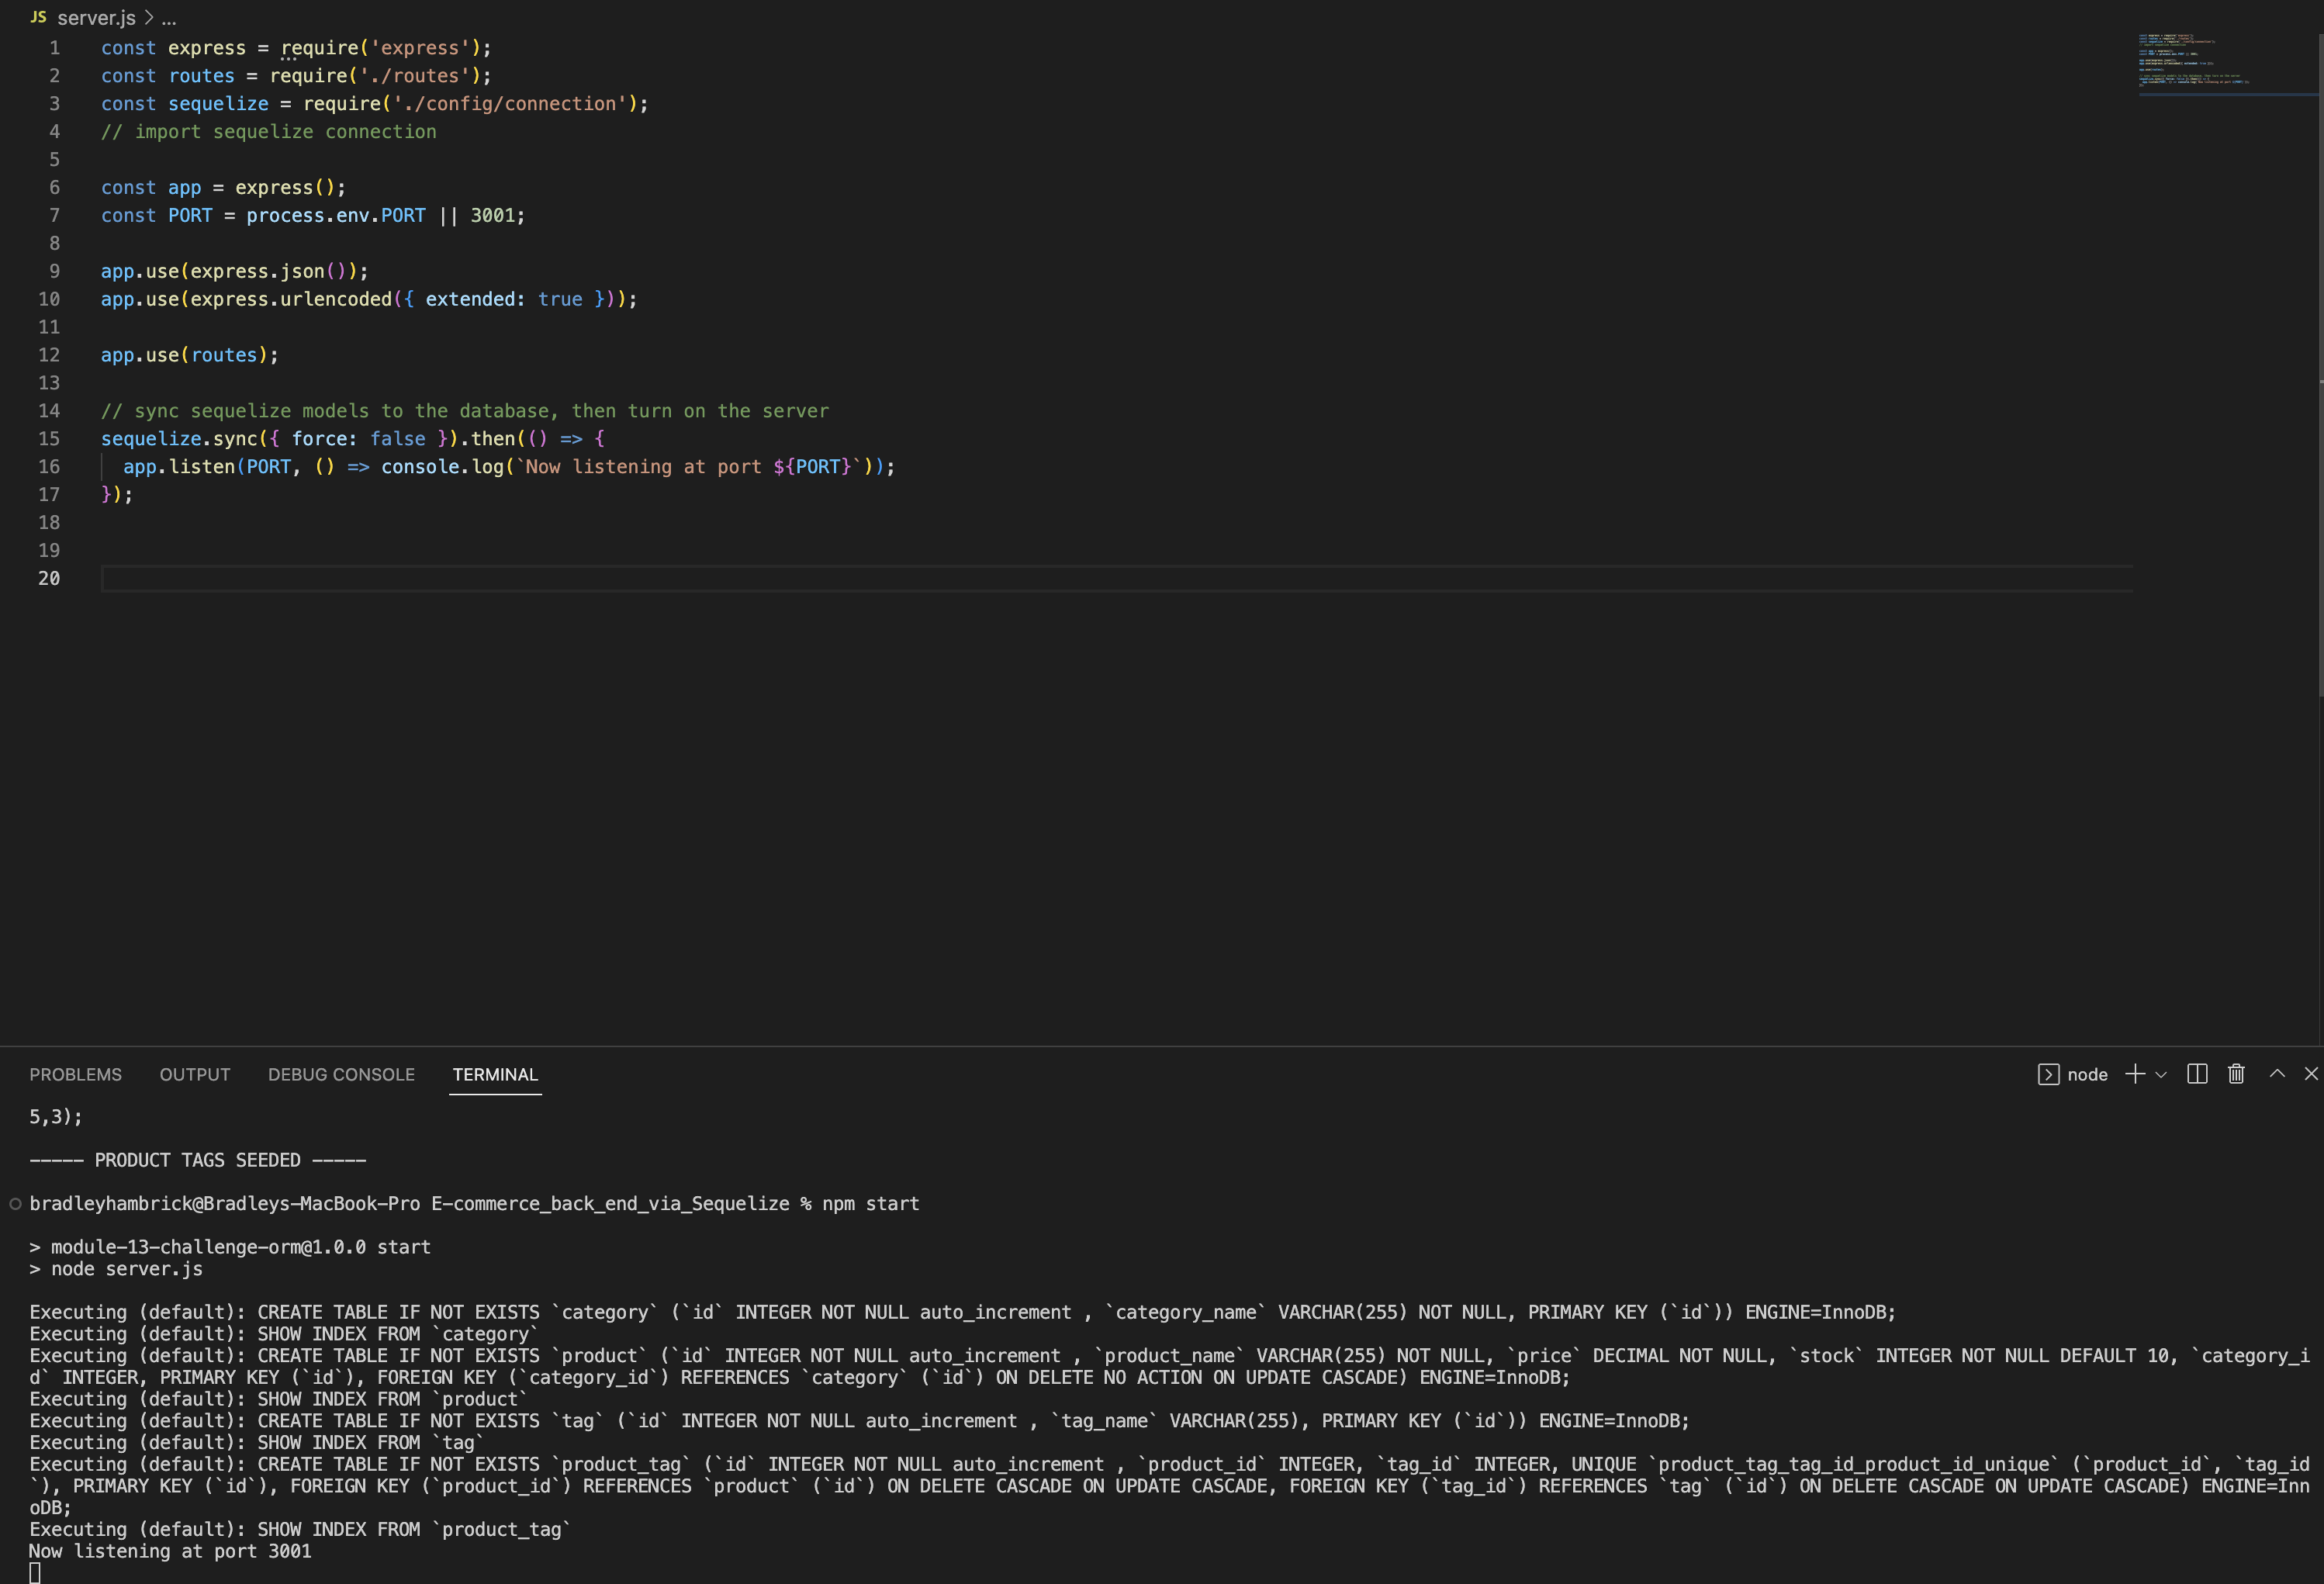 JS server.js > ...
1 const express = require('express');
2 const routes = require('./routes');
3 const sequelize = require('./config/connection');
4 // import sequelize connection
5
6 const app = express();
7 const PORT = process.env.PORT || 3001;
8
9 app.use(express.json());
10 app.use(express.urlencoded({ extended: true }));
11
12 app.use(routes);
13
14 // sync sequelize models to the database, then turn on the server
15 sequelize.sync({ force: false }).then(() => {
16   app.listen(PORT, () => console.log(`Now listening at port ${PORT}`));
17 });
18
19
20
PROBLEMS OUTPUT DEBUG CONSOLE TERMINAL node
5,3);
----- PRODUCT TAGS SEEDED -----
bradleyhambrick@Bradleys-MacBook-Pro E-commerce_back_end_via_Sequelize % npm start
> module-13-challenge-orm@1.0.0 start
> node server.js
Executing (default): CREATE TABLE IF NOT EXISTS `category` (`id` INTEGER NOT NULL auto_increment , `category_name` VARCHAR(255) NOT NULL, PRIMARY KEY (`id`)) ENGINE=InnoDB;
Executing (default): SHOW INDEX FROM `category`
Executing (default): CREATE TABLE IF NOT EXISTS `product` (`id` INTEGER NOT NULL auto_increment , `product_name` VARCHAR(255) NOT NULL, `price` DECIMAL NOT NULL, `stock` INTEGER NOT NULL DEFAULT 10, `category_i
d` INTEGER, PRIMARY KEY (`id`), FOREIGN KEY (`category_id`) REFERENCES `category` (`id`) ON DELETE NO ACTION ON UPDATE CASCADE) ENGINE=InnoDB;
Executing (default): SHOW INDEX FROM `product`
Executing (default): CREATE TABLE IF NOT EXISTS `tag` (`id` INTEGER NOT NULL auto_increment , `tag_name` VARCHAR(255), PRIMARY KEY (`id`)) ENGINE=InnoDB;
Executing (default): SHOW INDEX FROM `tag`
Executing (default): CREATE TABLE IF NOT EXISTS `product_tag` (`id` INTEGER NOT NULL auto_increment , `product_id` INTEGER, `tag_id` INTEGER, UNIQUE `product_tag_tag_id_product_id_unique` (`product_id`, `tag_id
`), PRIMARY KEY (`id`), FOREIGN KEY (`product_id`) REFERENCES `product` (`id`) ON DELETE CASCADE ON UPDATE CASCADE, FOREIGN KEY (`tag_id`) REFERENCES `tag` (`id`) ON DELETE CASCADE ON UPDATE CASCADE) ENGINE=Inn
oDB;
Executing (default): SHOW INDEX FROM `product_tag`
Now listening at port 3001